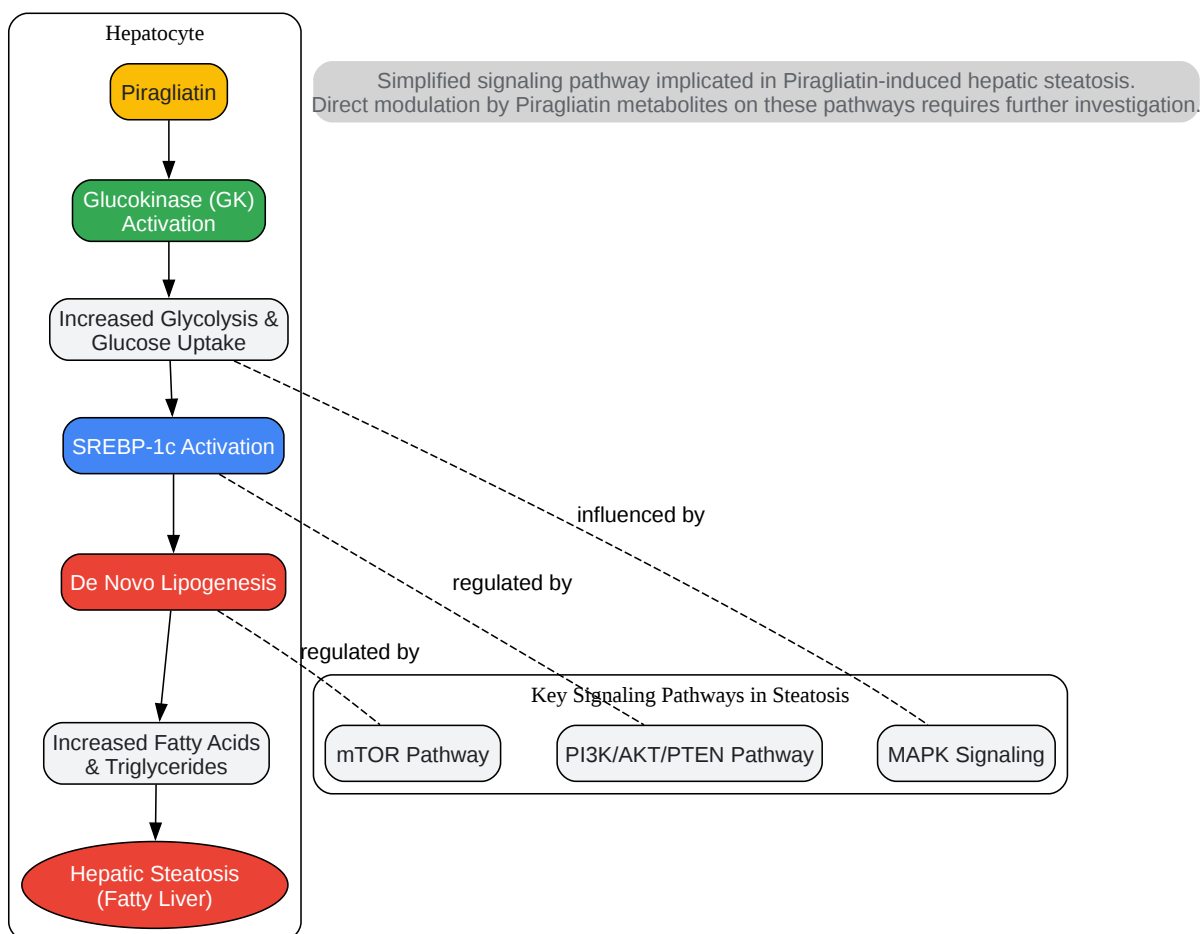 Hepatocyte
Piragliatin
Simplified signaling pathway implicated in Piragliatin-induced hepatic steatosis.
Direct modulation by Piragliatin metabolites on these pathways requires further investigation.
Glucokinase (GK)
Activation
Increased Glycolysis &
Glucose Uptake
SREBP-1c Activation
influenced by
De Novo Lipogenesis
regulated by
regulated by
Key Signaling Pathways in Steatosis
Increased Fatty Acids
& Triglycerides
mTOR Pathway
PI3K/AKT/PTEN Pathway
MAPK Signaling
Hepatic Steatosis
(Fatty Liver)